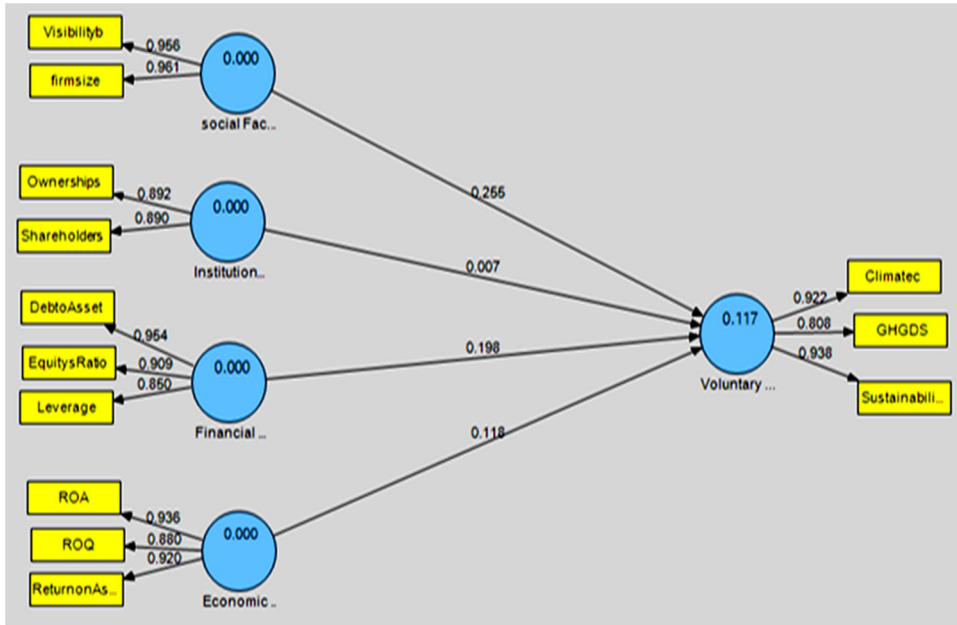 Visibilityb
0.956
0.000
firmsize
0.961
social Fac...
0.255
Ownerships
0.892
0.000
Shareholders
0.890
Institution...
0.007
Climatec
0.922
DebtoAsset
0.954
0.117
0.808
GHGDS
EquitysRatio
0.909
0.000
0.198
0.938
Leverage
0.850
Voluntary ...
Sustainabili...
Financial ..
0.118
ROA
0.936
0.000
ROQ
0.880
0.920
ReturnonAs...
Economic ..